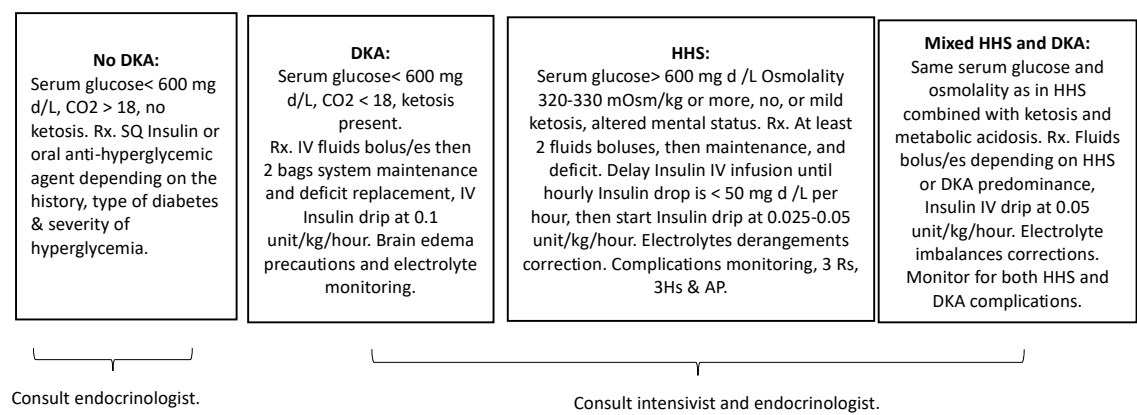 No DKA:
Serum glucose< 600 mg
d/L, CO2 > 18, no
ketosis. Rx. SQ Insulin or
oral anti-hyperglycemic
agent depending on the
history, type of diabetes
& severity of
hyperglycemia.
DKA:
Serum glucose< 600 mg
d/L, CO2 < 18, ketosis
present.
Rx. IV fluids bolus/es then
2 bags system maintenance
and deficit replacement, IV
Insulin drip at 0.1
unit/kg/hour. Brain edema
precautions and electrolyte
monitoring.
HHS:
Serum glucose> 600 mg d /L Osmolality
320-330 mOsm/kg or more, no, or mild
ketosis, altered mental status. Rx. At least
2 fluids boluses, then maintenance, and
deficit. Delay Insulin IV infusion until
hourly Insulin drop is < 50 mg d /L per
hour, then start Insulin drip at 0.025-0.05
unit/kg/hour. Electrolytes derangements
correction. Complications monitoring, 3 Rs,
3Hs & AP.
Mixed HHS and DKA:
Same serum glucose and
osmolality as in HHS
combined with ketosis and
metabolic acidosis. Rx. Fluids
bolus/es depending on HHS
or DKA predominance,
Insulin IV drip at 0.05
unit/kg/hour. Electrolyte
imbalances corrections.
Monitor for both HHS and
DKA complications.
Consult endocrinologist.
Consult intensivist and endocrinologist.